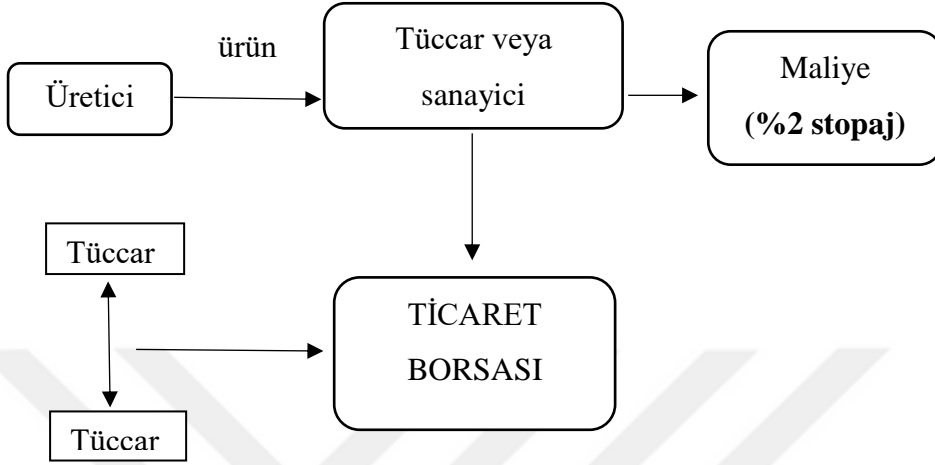 ürün
Üretici
Tüccar veya
sanayici
Maliye
(%2 stopaj)
Tüccar
TİCARET
BORSASI
Tüccar